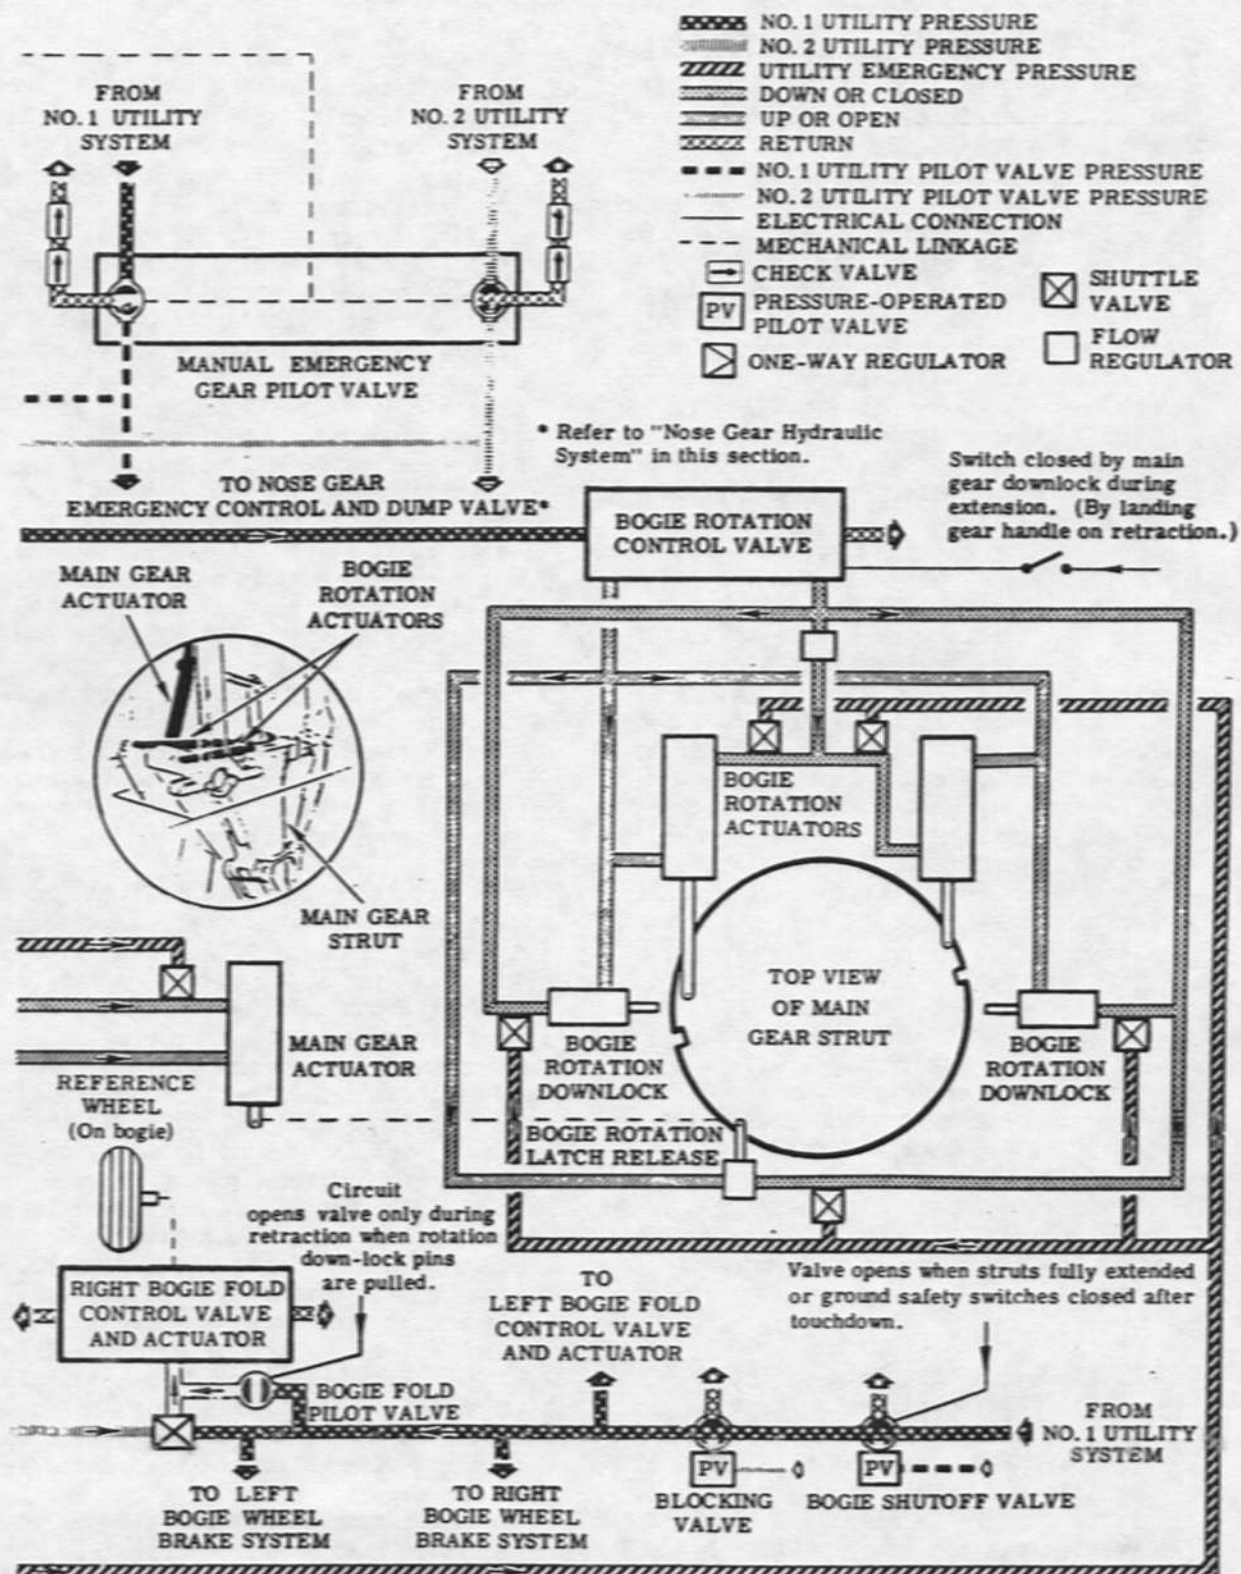 NO. 1 UTILITY PRESSURE
NO. 2 UTILITY PRESSURE
UTILITY EMERGENCY PRESSURE
DOWN OR CLOSED
UP OR OPEN
RETURN
NO. 1 UTILITY PILOT VALVE PRESSURE
NO. 2 UTILITY PILOT VALVE PRESSURE
ELECTRICAL CONNECTION
MECHANICAL LINKAGE
CHECK VALVE
PV PRESSURE-OPERATED
PILOT VALVE
ONE-WAY REGULATOR
SHUTTLE
VALVE
FLOW
REGULATOR
FROM
NO. 1 UTILITY
SYSTEM
FROM
NO. 2 UTILITY
SYSTEM
MANUAL EMERGENCY
GEAR PILOT VALVE
* Refer to "Nose Gear Hydraulic
System" in this section.
TO NOSE GEAR
EMERGENCY CONTROL AND DUMP VALVE*
Switch closed by main
gear downlock during
extension. (By landing
gear handle on retraction.)
BOGIE ROTATION
CONTROL VALVE
MAIN GEAR
ACTUATOR
BOGIE
ROTATION
ACTUATORS
MAIN GEAR
STRUT
BOGIE
ROTATION
ACTUATORS
TOP VIEW
OF MAIN
GEAR STRUT
MAIN GEAR
ACTUATOR
BOGIE
ROTATION
DOWNLOCK
BOGIE
ROTATION
DOWNLOCK
REFERENCE
WHEEL
(On bogie)
BOGIE ROTATION
LATCH RELEASE
Circuit
opens valve only during
retraction when rotation
down-lock pins
are pulled.
RIGHT BOGIE FOLD
CONTROL VALVE
AND ACTUATOR
TO
LEFT BOGIE FOLD
CONTROL VALVE
AND ACTUATOR
Valve opens when struts fully extended
or ground safety switches closed after
touchdown.
BOGIE FOLD
PILOT VALVE
FROM
NO. 1 UTILITY
SYSTEM
PV
PV
TO LEFT
BOGIE WHEEL
BRAKE SYSTEM
TO RIGHT
BOGIE WHEEL
BRAKE SYSTEM
BLOCKING
VALVE
BOGIE SHUTOFF VALVE